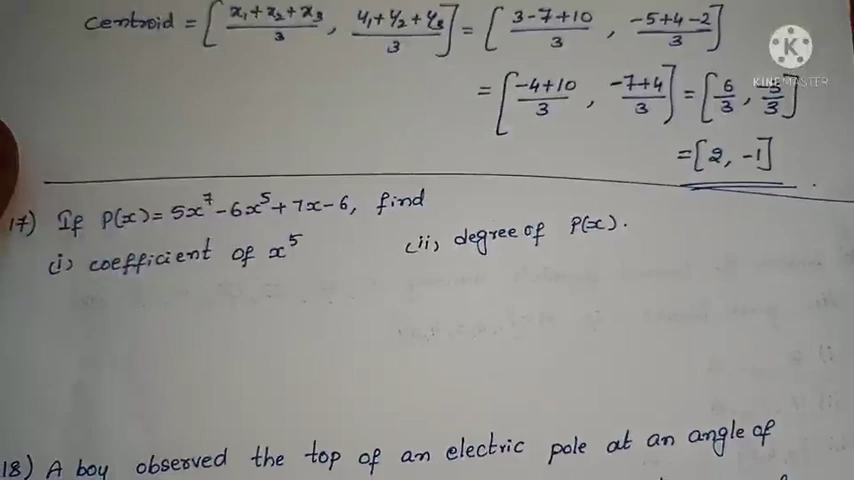 Centroid = [ (x₁+x₂+x₃)/3 , (y₁+y₂+y₃)/3 ] = [ (3-7+10)/3 , (-5+4-2)/3 ]
= [ (-4+10)/3 , (-7+4)/3 ] = [ 6/3 , -3/3 ]
= [2, -1]
K
KINEMASTER
17) If P(x) = 5x⁷ - 6x⁵ + 7x - 6, find
(i) coefficient of x⁵ (ii) degree of P(x).
18) A boy observed the top of an electric pole at an angle of